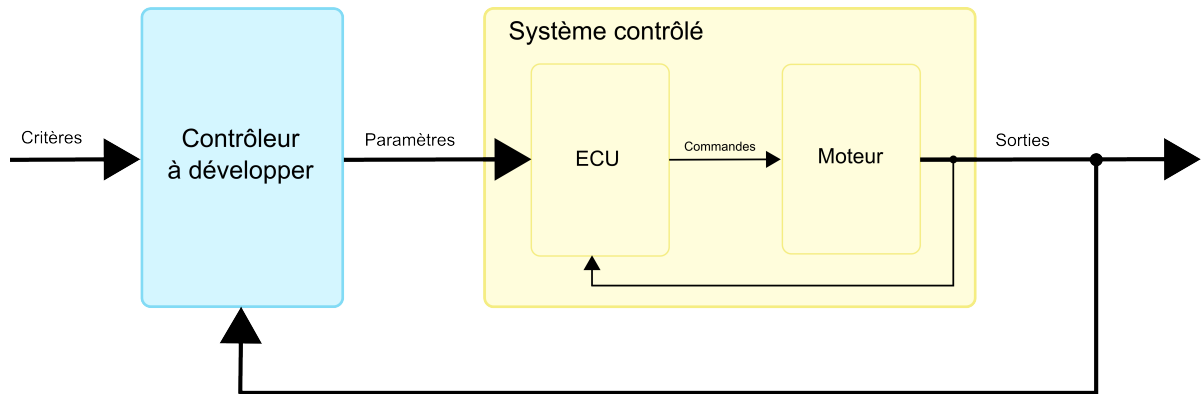 Système contrôlé
Critères
Contrôleur
à développer
Paramètres
ECU
Commandes
Moteur
Sorties